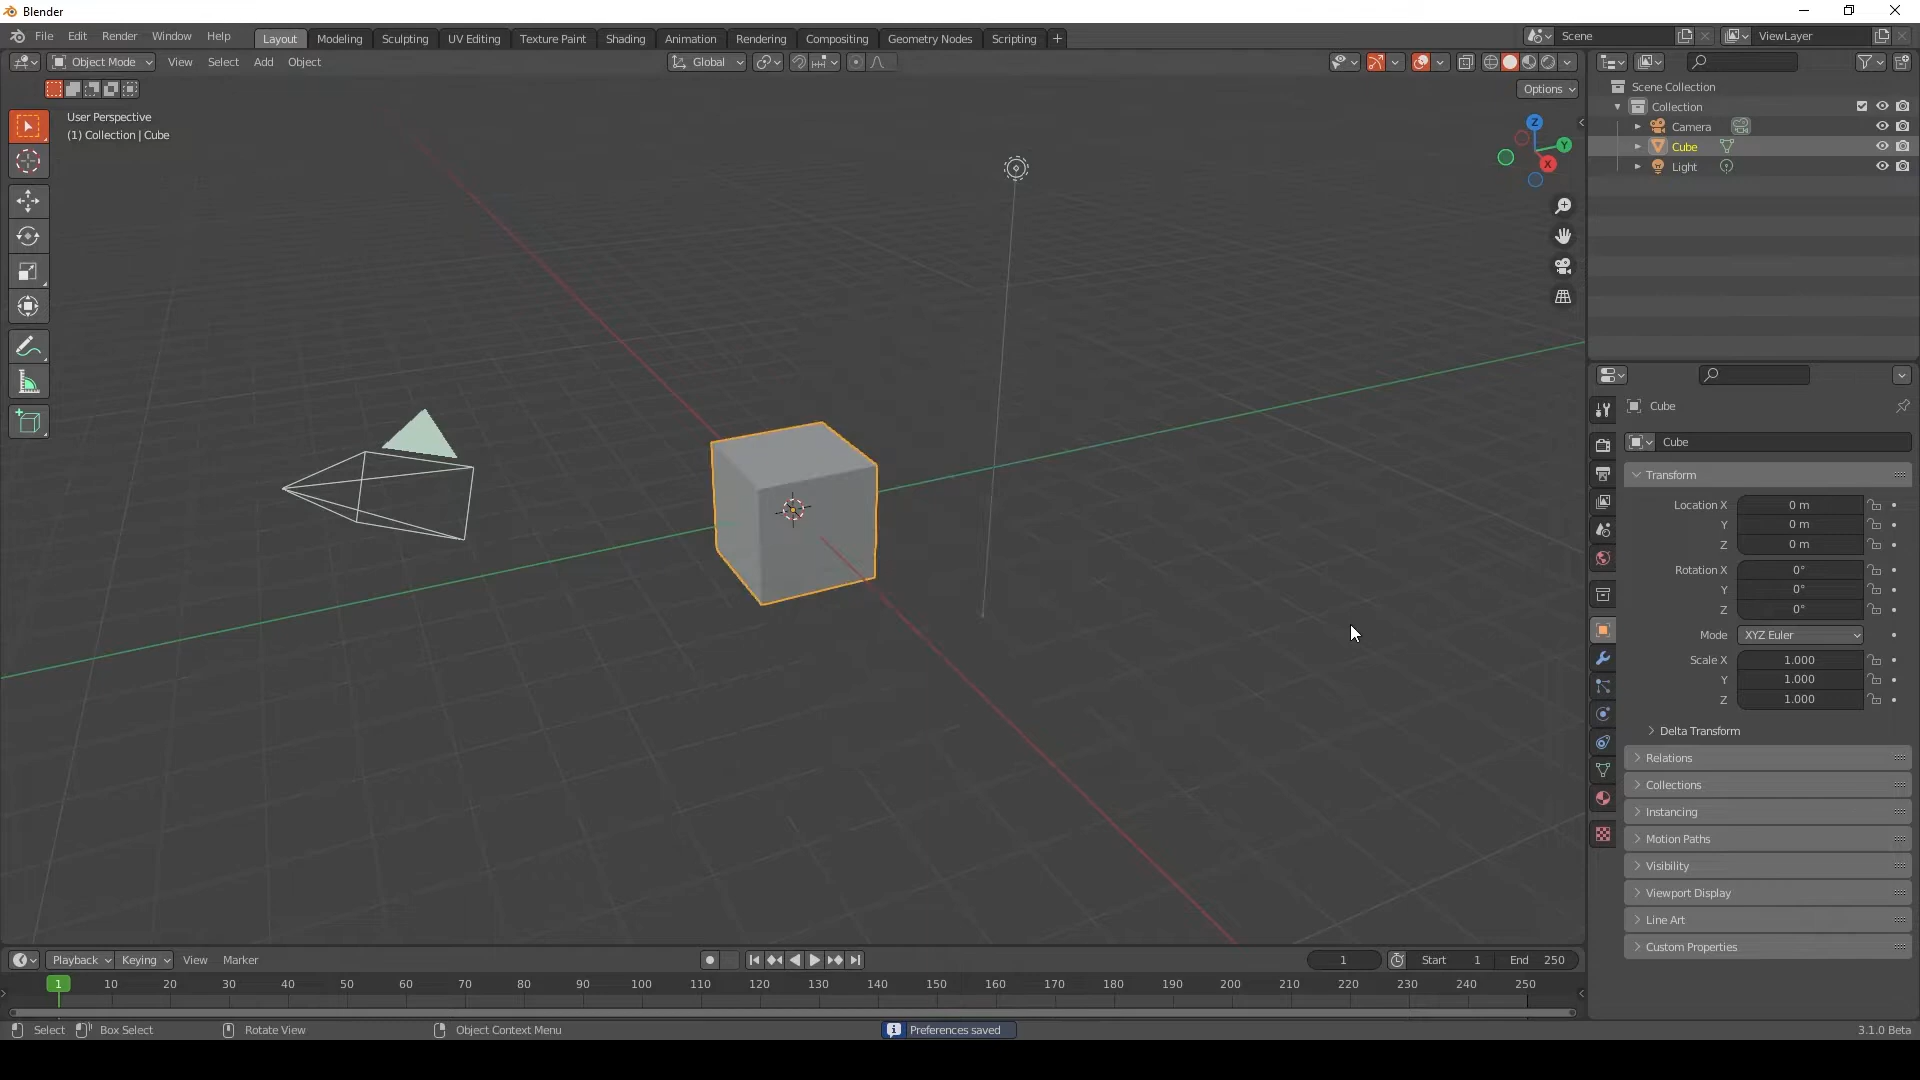 Blender
File Edit Render Window Help Layout Modeling Sculpting UV Editing Texture Paint Shading Animation Rendering Compositing Geometry Nodes Scripting + Scene ViewLayer
Object Mode View Select Add Object Global
Options
User Perspective
(1) Collection | Cube
Z
Y
X
Scene Collection
Collection
Camera
Cube
Light
Cube
Cube
Transform
Location X 0 m
Y 0 m
Z 0 m
Rotation X 0°
Y 0°
Z 0°
Mode XYZ Euler
Scale X 1.000
Y 1.000
Z 1.000
Delta Transform
Relations
Collections
Instancing
Motion Paths
Visibility
Viewport Display
Line Art
Custom Properties
Playback Keying View Marker 1 Start 1 End 250
1 10 20 30 40 50 60 70 80 90 100 110 120 130 140 150 160 170 180 190 200 210 220 230 240 250
Select Box Select Rotate View Object Context Menu Preferences saved 3.1.0 Beta